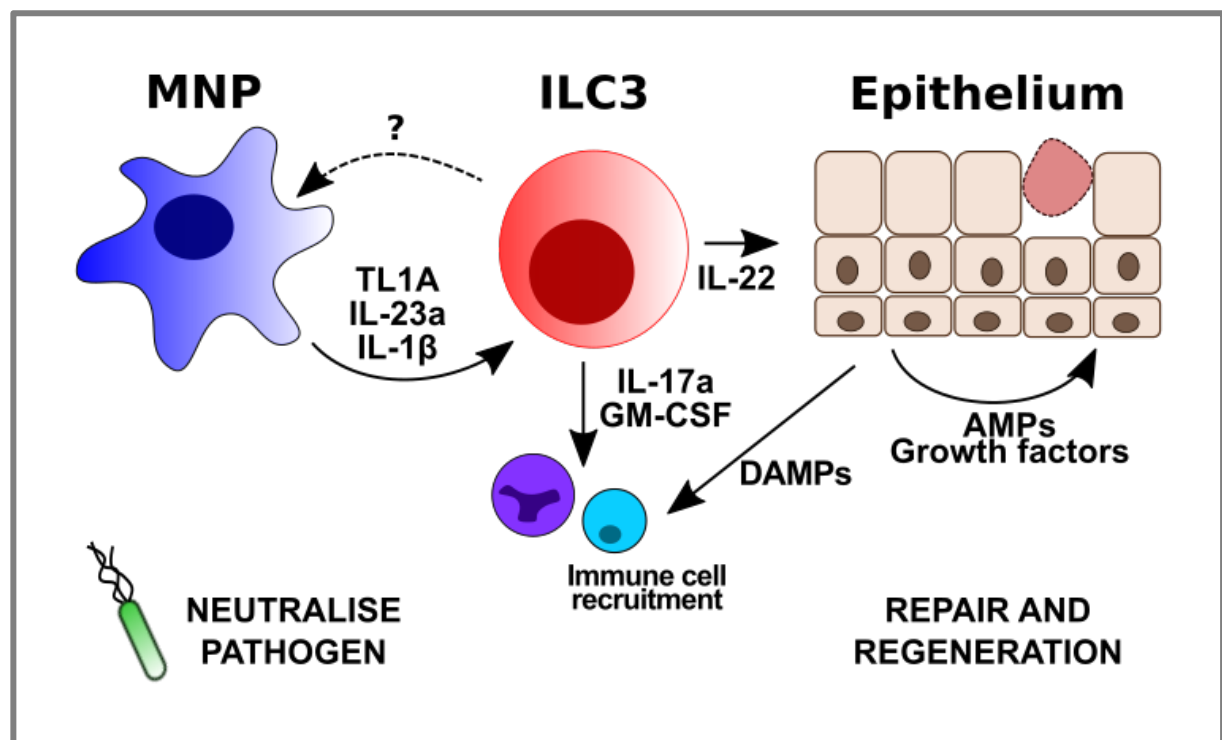 MNP
ILC3
Epithelium
?
TL1A
IL-23a
IL-1β
IL-22
IL-17a
GM-CSF
AMPs
Growth factors
DAMPs
Immune cell
recruitment
NEUTRALISE
PATHOGEN
REPAIR AND
REGENERATION